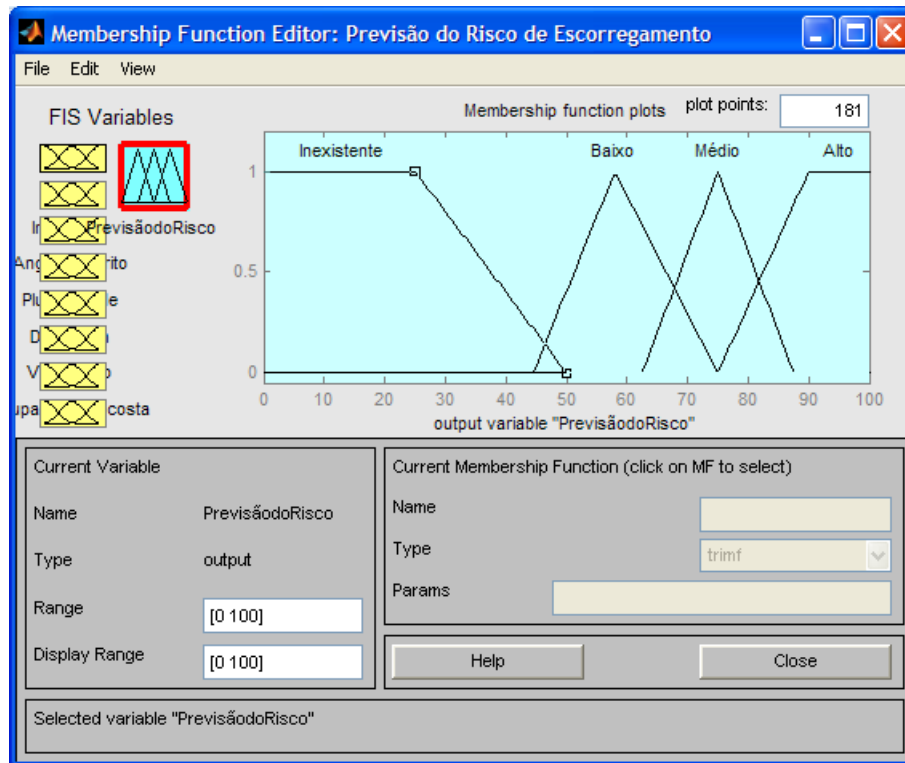 Membership Function Editor: Previsão do Risco de Escorregamento
File Edit View
FIS Variables
Membership function plots plot points: 181
Inexistente Baixo Médio Alto
1
0.5
0
PrevisãodoRisco
0 10 20 30 40 50 60 70 80 90 100
output variable "PrevisãodoRisco"
Current Variable
Name PrevisãodoRisco
Type output
Range [0 100]
Display Range [0 100]
Current Membership Function (click on MF to select)
Name
Type trimf
Params
Help Close
Selected variable "PrevisãodoRisco"